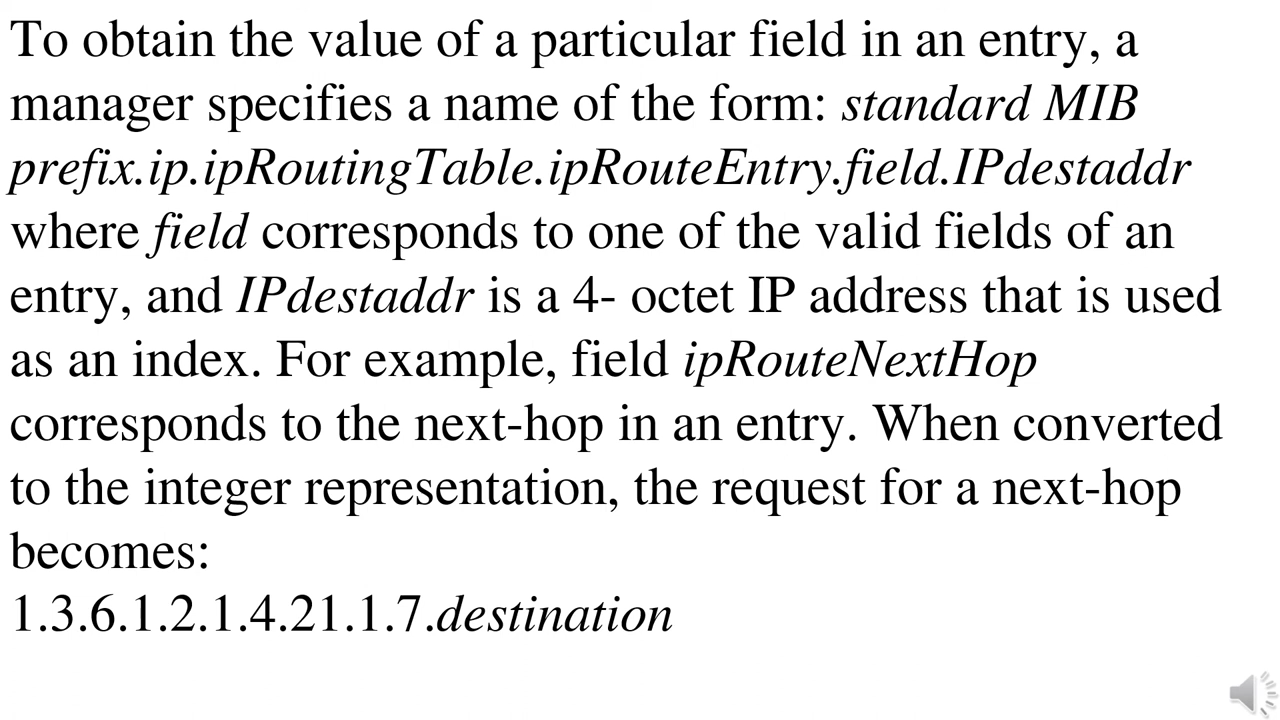 To obtain the value of a particular field in an entry, a
manager specifies a name of the form: standard MIB
prefix.ip.ipRoutingTable.ipRouteEntry.field.IPdestaddr
where field corresponds to one of the valid fields of an
entry, and IPdestaddr is a 4- octet IP address that is used
as an index. For example, field ipRouteNextHop
corresponds to the next-hop in an entry. When converted
to the integer representation, the request for a next-hop
becomes:
1.3.6.1.2.1.4.21.1.7.destination